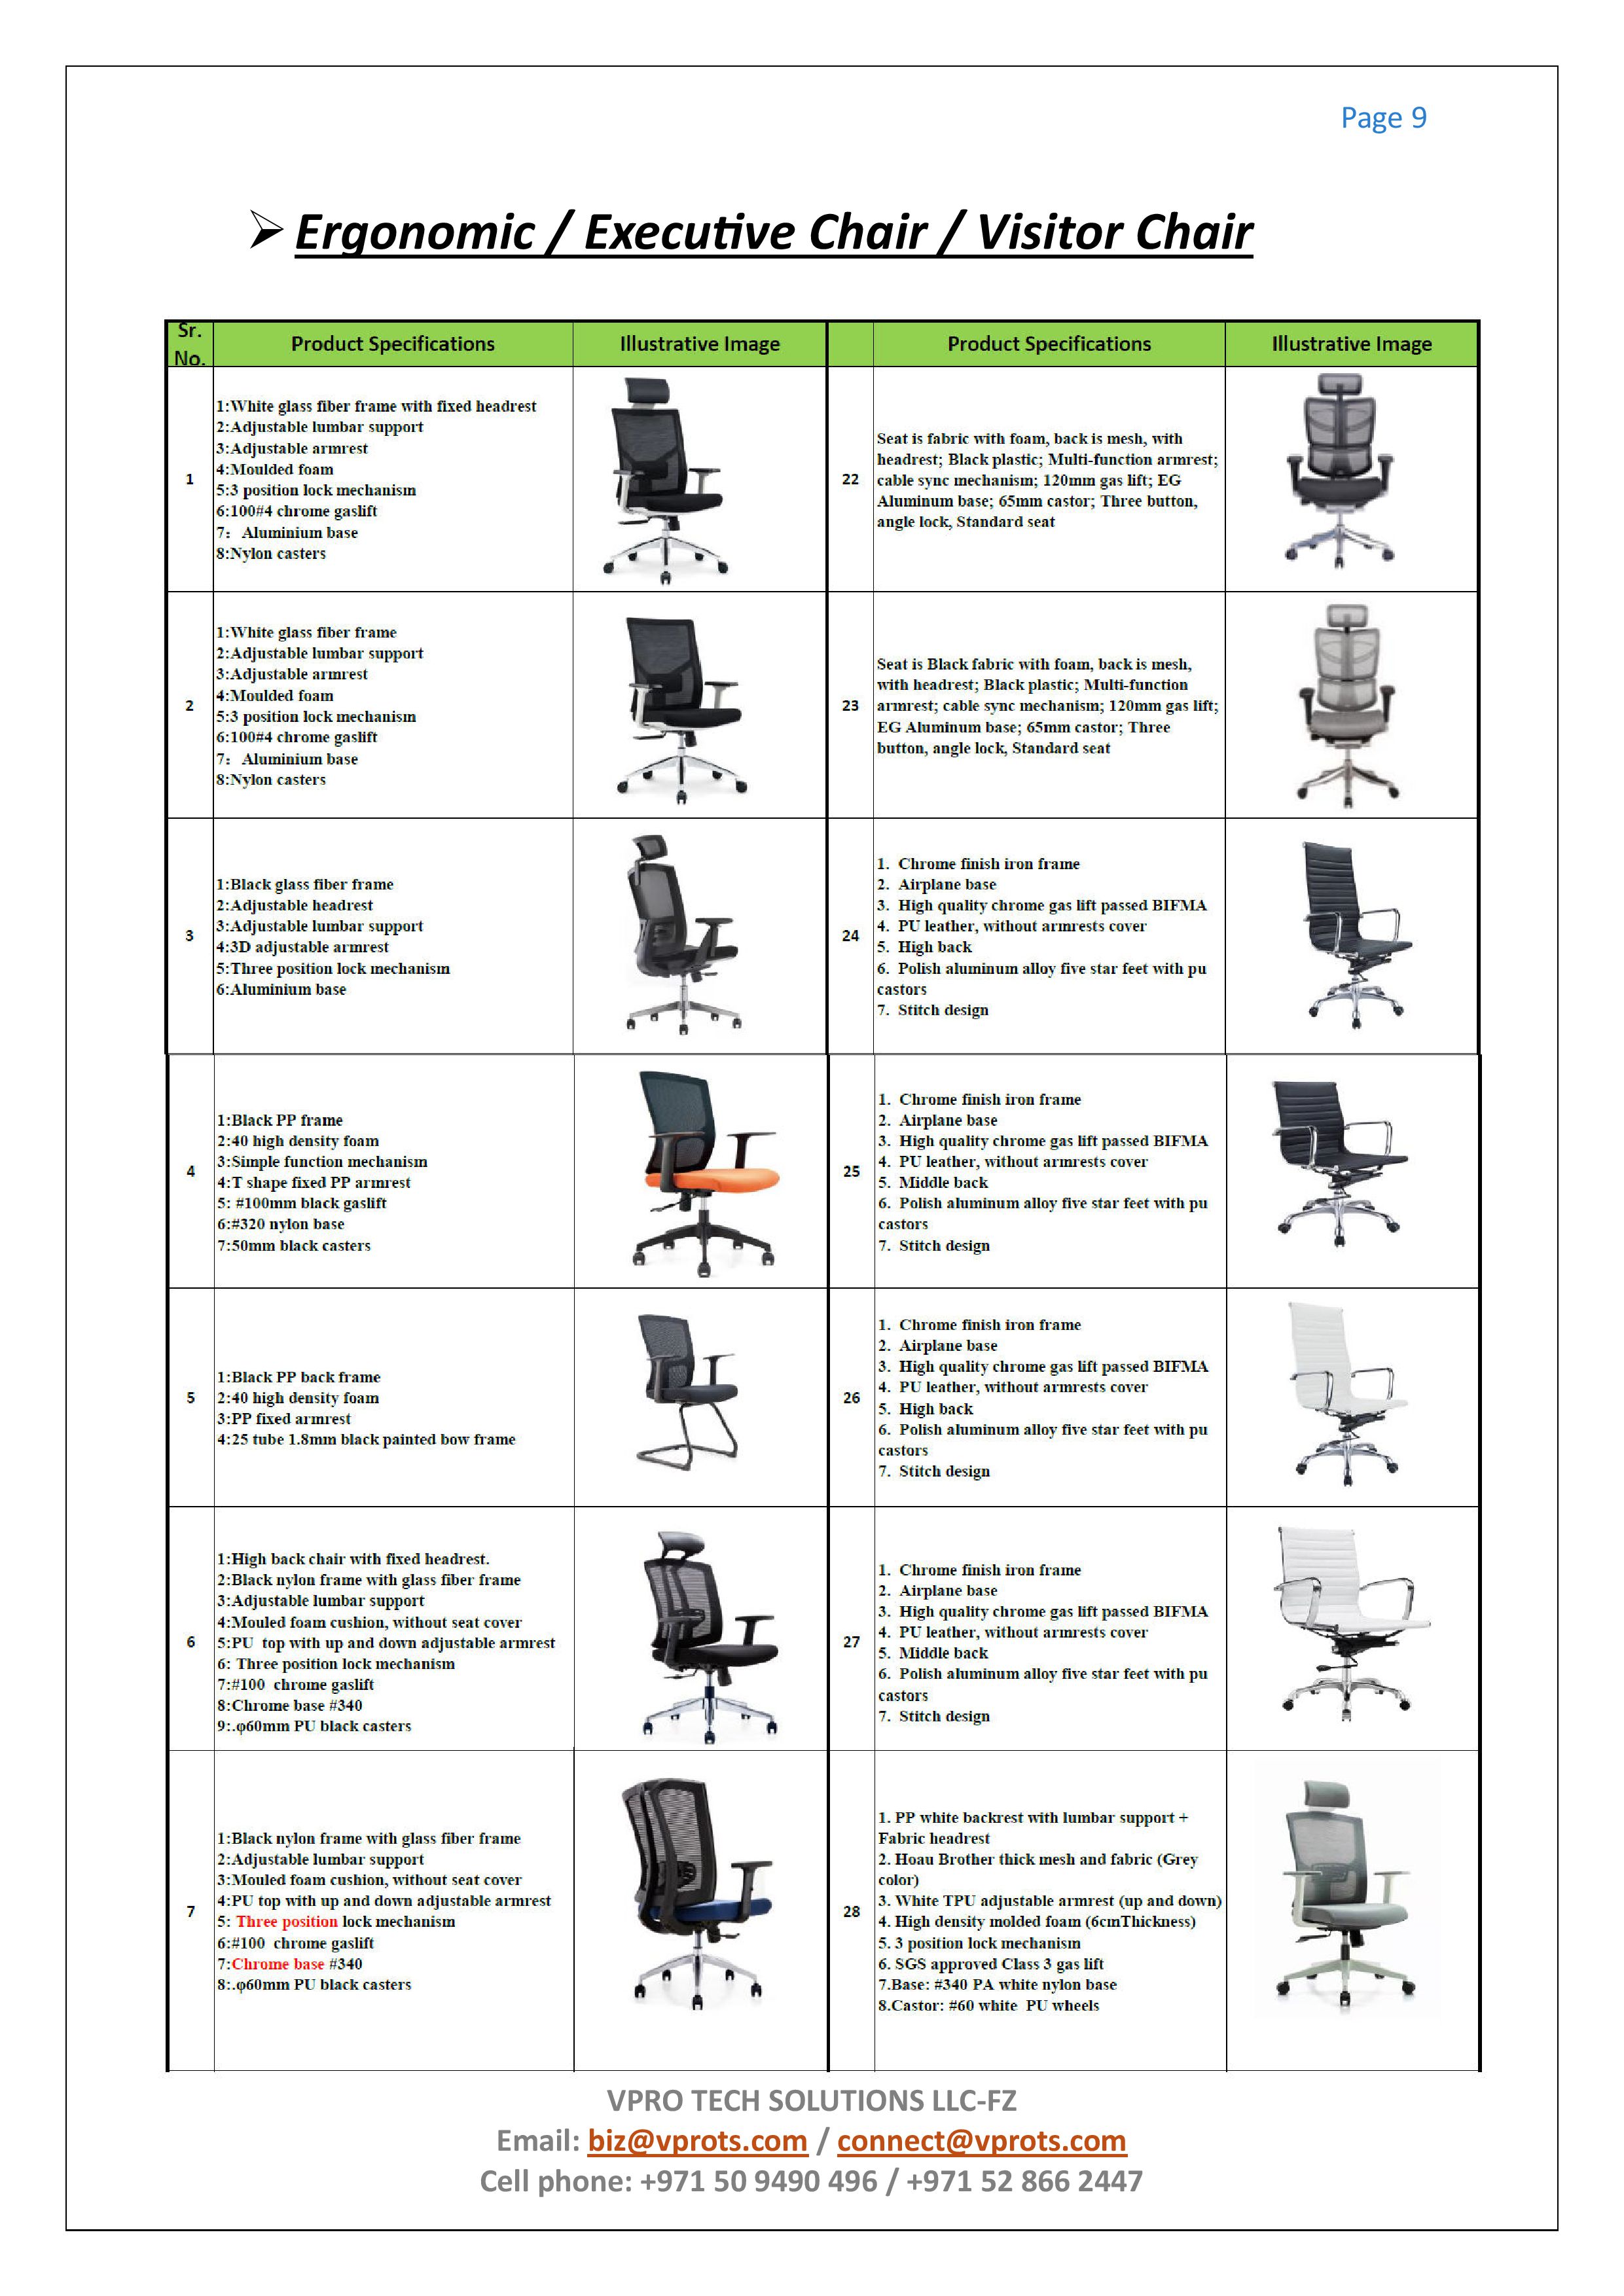 Page 9
➢ Ergonomic / Executive Chair / Visitor Chair
Sr. No.
Product Specifications
Illustrative Image
Product Specifications
Illustrative Image
1
1:White glass fiber frame with fixed headrest
2:Adjustable lumbar support
3:Adjustable armrest
4:Moulded foam
5:3 position lock mechanism
6:100#4 chrome gaslift
7： Aluminium base
8:Nylon casters
22
Seat is fabric with foam, back is mesh, with
headrest; Black plastic; Multi-function armrest;
cable sync mechanism; 120mm gas lift; EG
Aluminum base; 65mm castor; Three button,
angle lock, Standard seat
2
1:White glass fiber frame
2:Adjustable lumbar support
3:Adjustable armrest
4:Moulded foam
5:3 position lock mechanism
6:100#4 chrome gaslift
7： Aluminium base
8:Nylon casters
23
Seat is Black fabric with foam, back is mesh,
with headrest; Black plastic; Multi-function
armrest; cable sync mechanism; 120mm gas lift;
EG Aluminum base; 65mm castor; Three
button, angle lock, Standard seat
3
1:Black glass fiber frame
2:Adjustable headrest
3:Adjustable lumbar support
4:3D adjustable armrest
5:Three position lock mechanism
6:Aluminium base
24
1. Chrome finish iron frame
2. Airplane base
3. High quality chrome gas lift passed BIFMA
4. PU leather, without armrests cover
5. High back
6. Polish aluminum alloy five star feet with pu
castors
7. Stitch design
4
1:Black PP frame
2:40 high density foam
3:Simple function mechanism
4:T shape fixed PP armrest
5: #100mm black gaslift
6:#320 nylon base
7:50mm black casters
25
1. Chrome finish iron frame
2. Airplane base
3. High quality chrome gas lift passed BIFMA
4. PU leather, without armrests cover
5. Middle back
6. Polish aluminum alloy five star feet with pu
castors
7. Stitch design
5
1:Black PP back frame
2:40 high density foam
3:PP fixed armrest
4:25 tube 1.8mm black painted bow frame
26
1. Chrome finish iron frame
2. Airplane base
3. High quality chrome gas lift passed BIFMA
4. PU leather, without armrests cover
5. High back
6. Polish aluminum alloy five star feet with pu
castors
7. Stitch design
6
1:High back chair with fixed headrest.
2:Black nylon frame with glass fiber frame
3:Adjustable lumbar support
4:Mouled foam cushion, without seat cover
5:PU top with up and down adjustable armrest
6: Three position lock mechanism
7:#100 chrome gaslift
8:Chrome base #340
9:.φ60mm PU black casters
27
1. Chrome finish iron frame
2. Airplane base
3. High quality chrome gas lift passed BIFMA
4. PU leather, without armrests cover
5. Middle back
6. Polish aluminum alloy five star feet with pu
castors
7. Stitch design
7
1:Black nylon frame with glass fiber frame
2:Adjustable lumbar support
3:Mouled foam cushion, without seat cover
4:PU top with up and down adjustable armrest
5: Three position lock mechanism
6:#100 chrome gaslift
7:Chrome base #340
8:.φ60mm PU black casters
28
1. PP white backrest with lumbar support +
Fabric headrest
2. Hoau Brother thick mesh and fabric (Grey
color)
3. White TPU adjustable armrest (up and down)
4. High density molded foam (6cmThickness)
5. 3 position lock mechanism
6. SGS approved Class 3 gas lift
7.Base: #340 PA white nylon base
8.Castor: #60 white PU wheels
VPRO TECH SOLUTIONS LLC-FZ
Email: biz@vprots.com / connect@vprots.com
Cell phone: +971 50 9490 496 / +971 52 866 2447